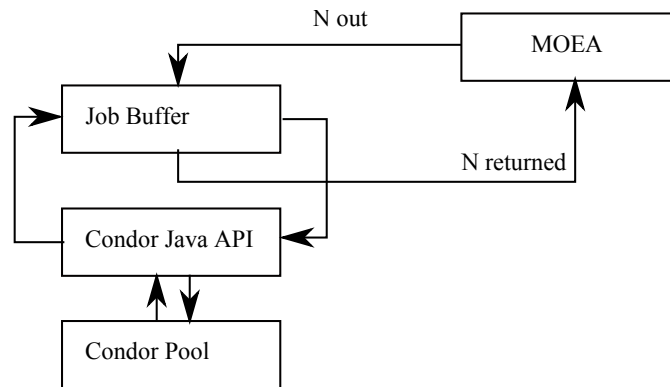 N out
MOEA
Job Buffer
N returned
Condor Java API
Condor Pool